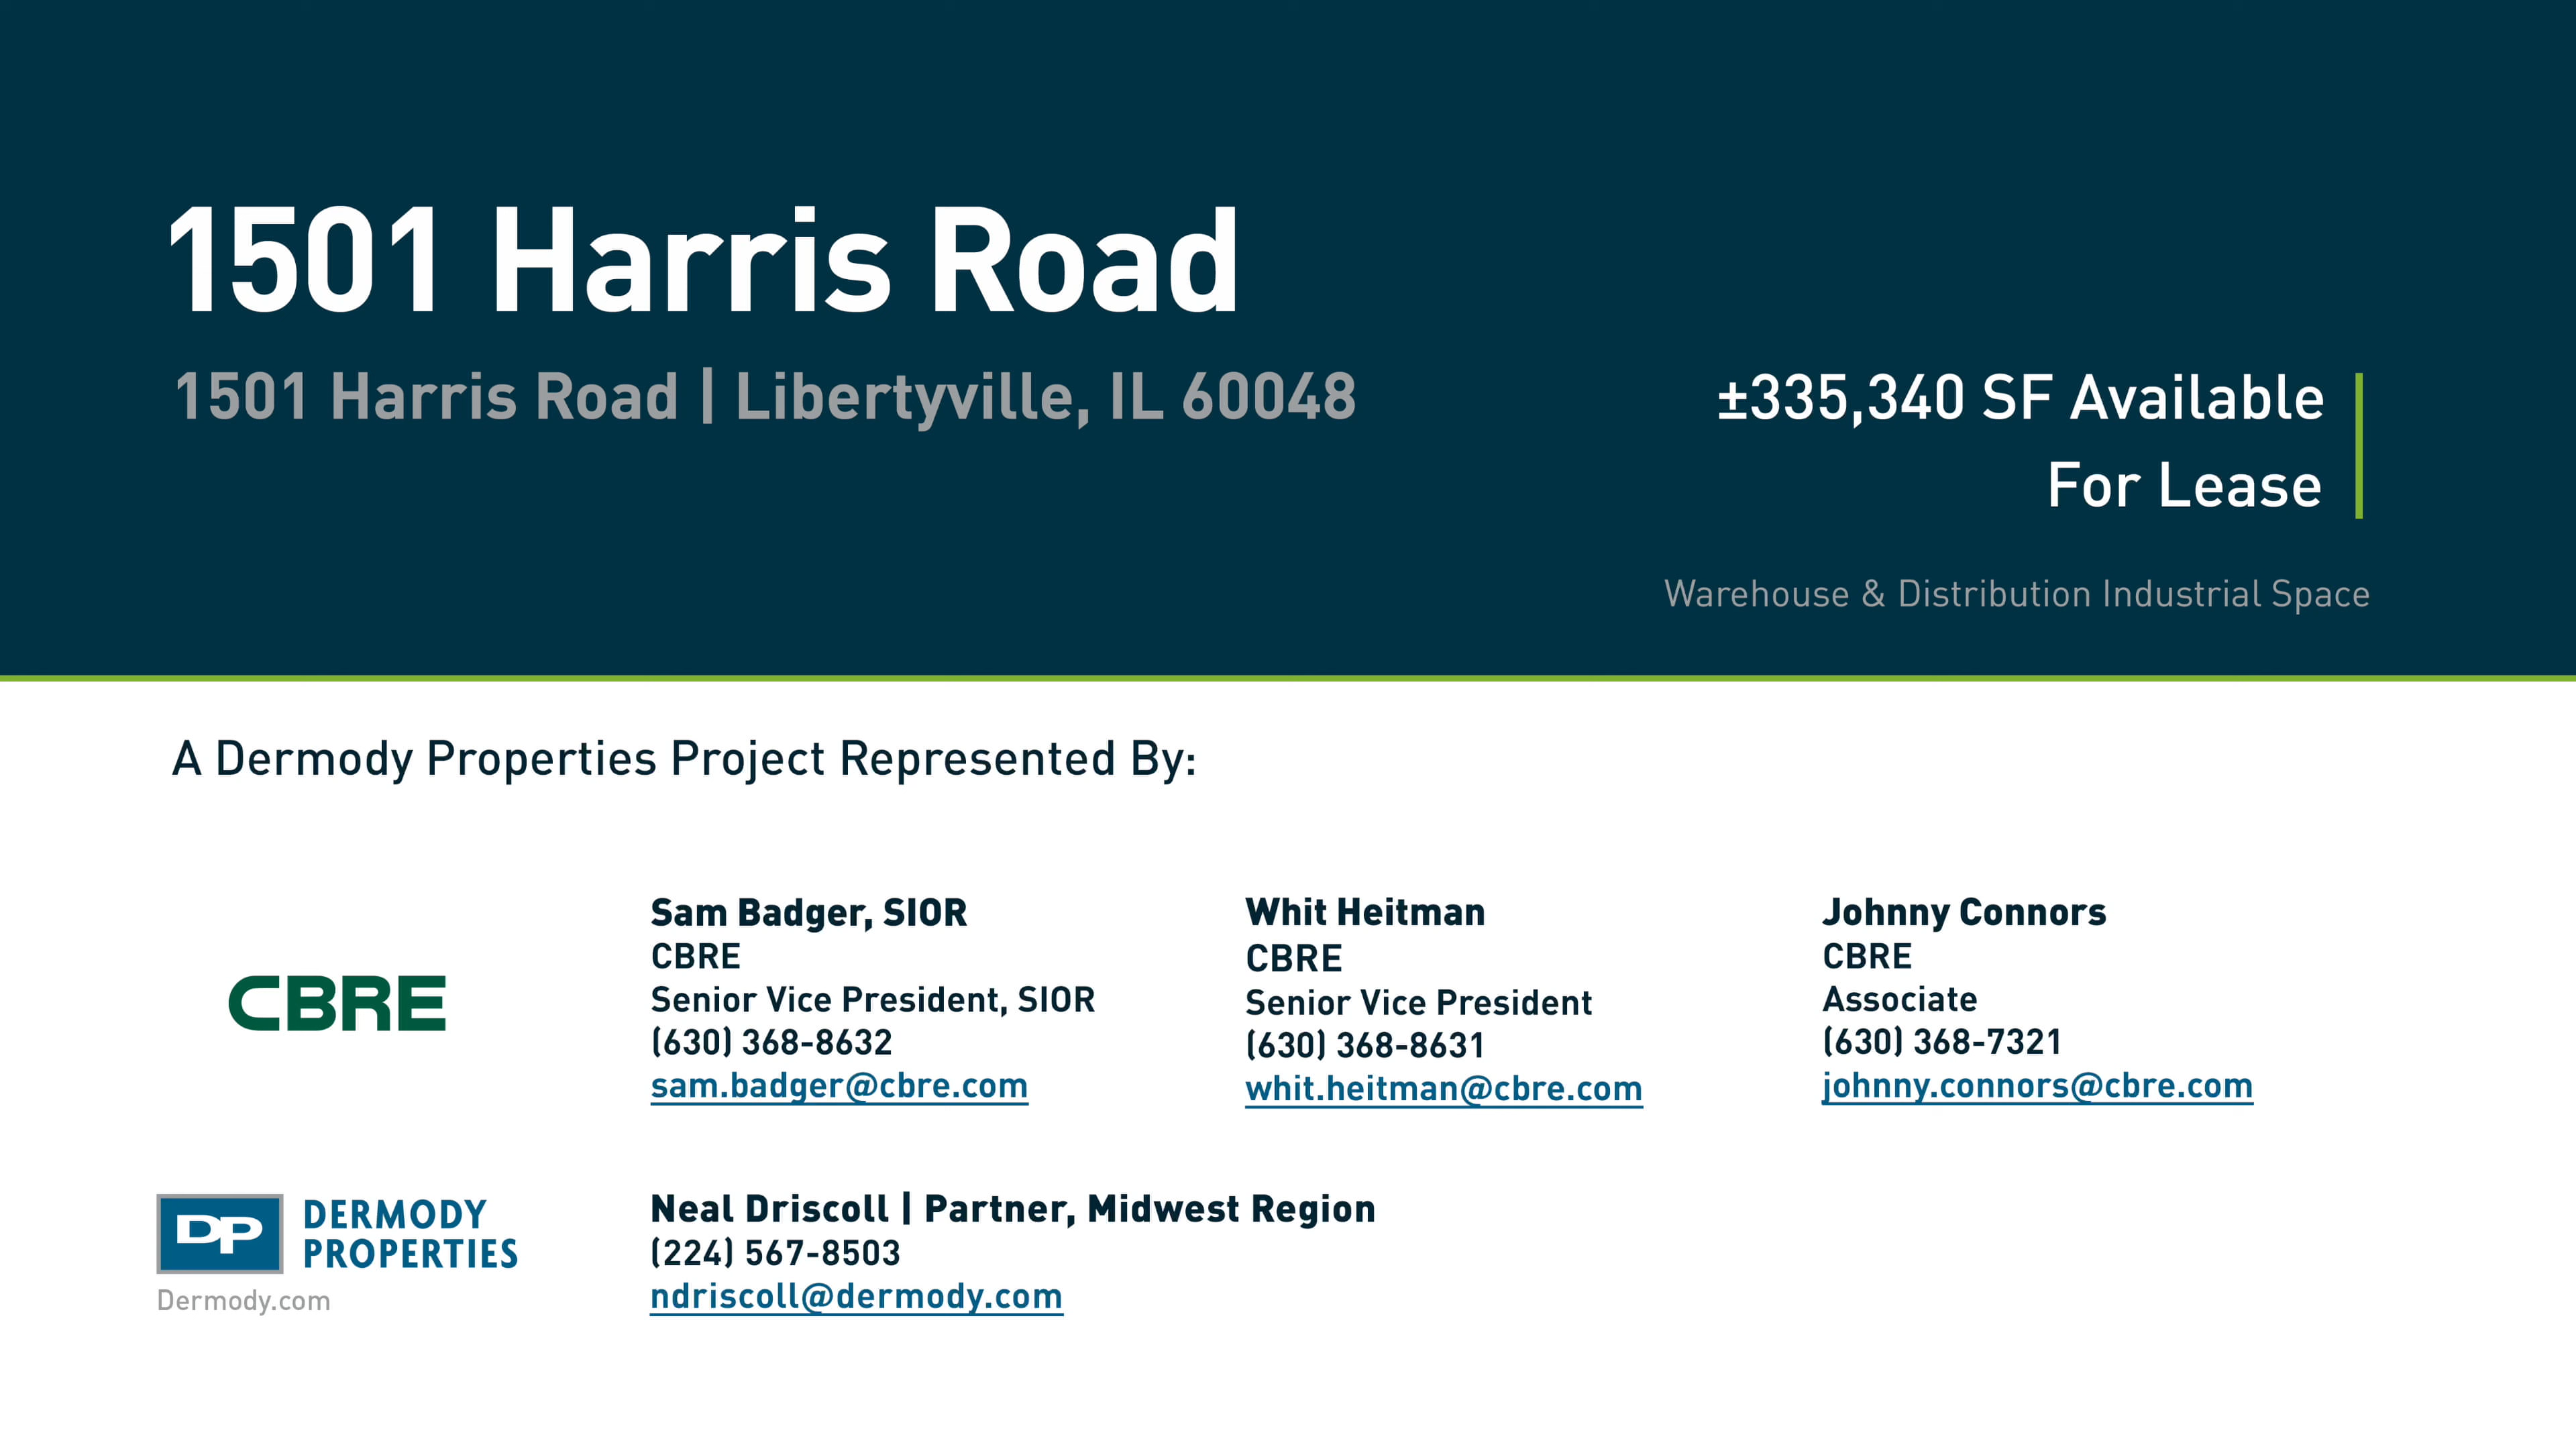 1501 Harris Road
1501 Harris Road | Libertyville, IL 60048
±335,340 SF Available
For Lease
Warehouse & Distribution Industrial Space
A Dermody Properties Project Represented By:
CBRE
Sam Badger, SIOR
CBRE
Senior Vice President, SIOR
(630) 368-8632
sam.badger@cbre.com
Whit Heitman
CBRE
Senior Vice President
(630) 368-8631
whit.heitman@cbre.com
Johnny Connors
CBRE
Associate
(630) 368-7321
johnny.connors@cbre.com
DP
DERMODY
PROPERTIES
Dermody.com
Neal Driscoll | Partner, Midwest Region
(224) 567-8503
ndriscoll@dermody.com